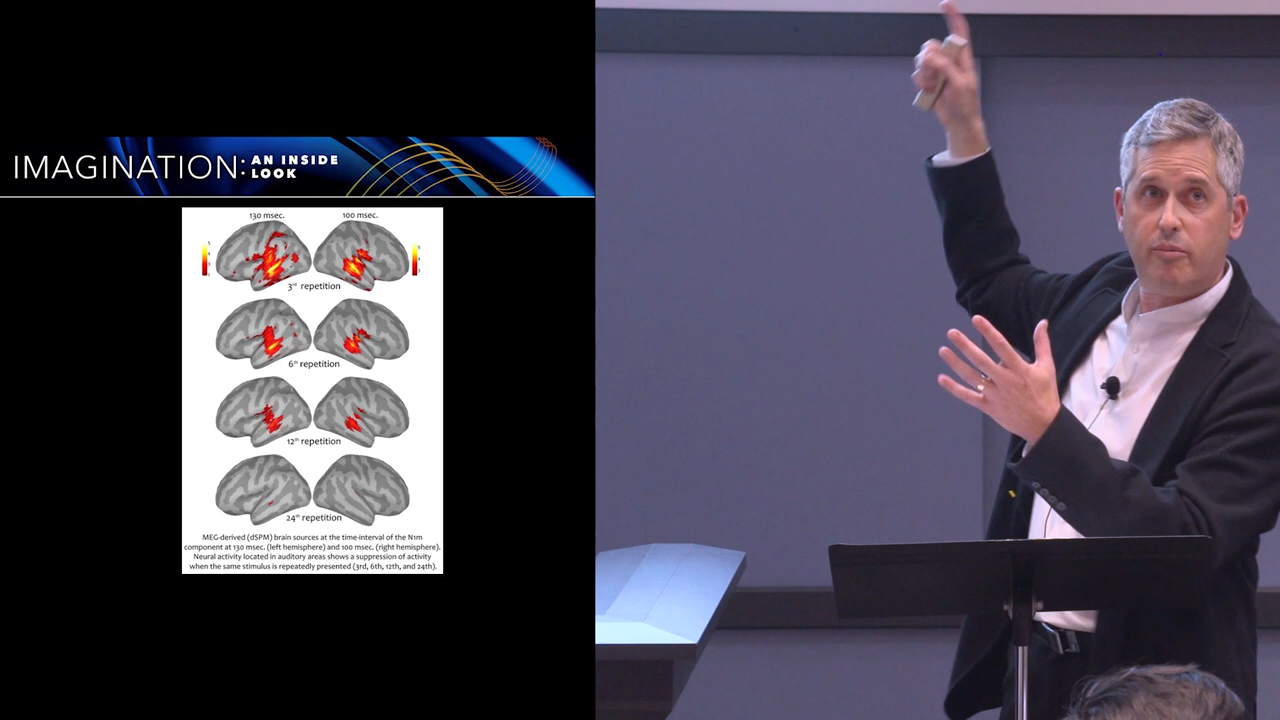 IMAGINATION: AN INSIDE
LOOK
130 msec.
100 msec.
3rd repetition
6th repetition
12th repetition
24th repetition
MEG-derived (dSPM) brain sources at the time-interval of the N1m
component at 130 msec. (left hemisphere) and 100 msec. (right hemisphere).
Neural activity located in auditory areas shows a suppression of activity
when the same stimulus is repeatedly presented (3rd, 6th, 12th, and 24th).